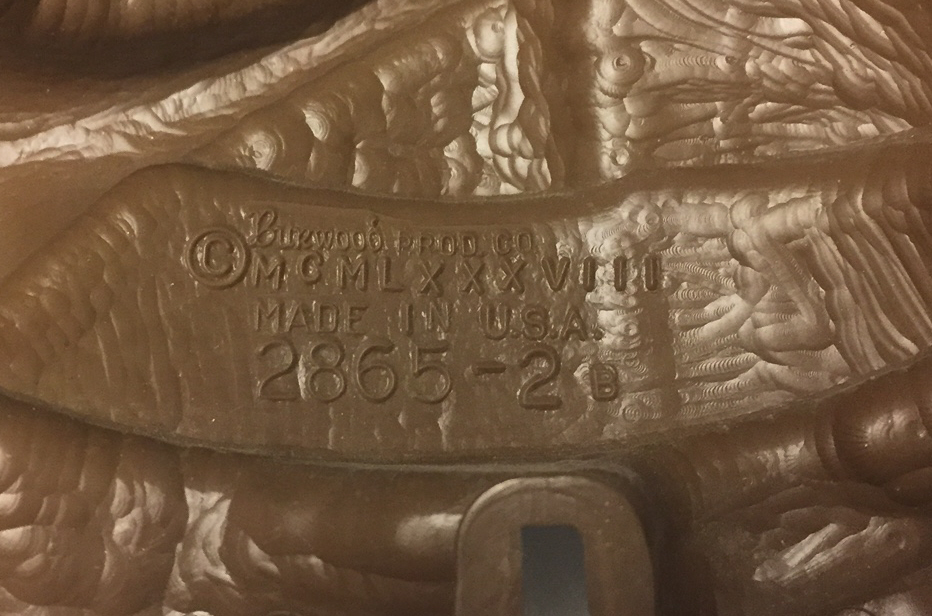 © Burwood PROD. CO.
MCMLXXXVIII
MADE IN U.S.A.
2865-2 B